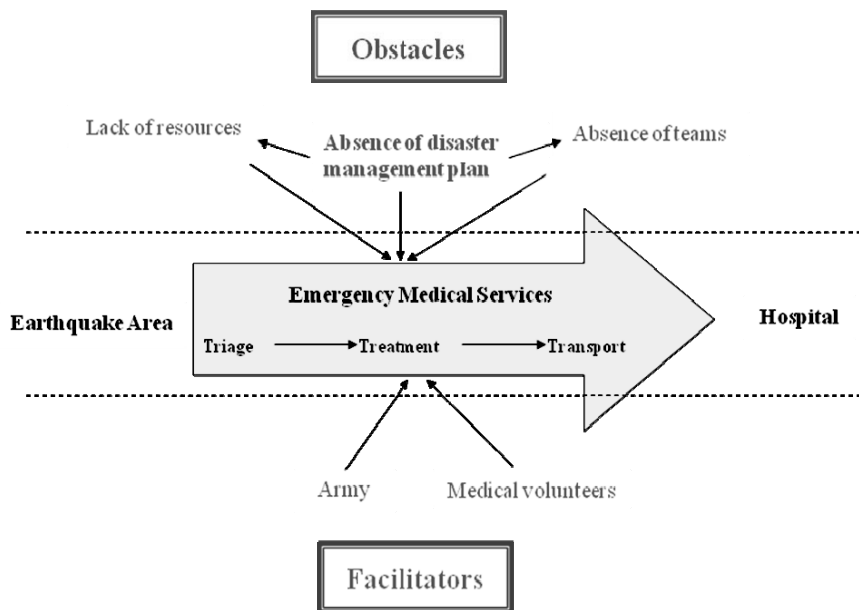 Obstacles
Lack of resources
Absence of disaster
management plan
Absence of teams
Emergency Medical Services
Earthquake Area
Hospital
Triage
Treatment
Transport
Army
Medical volunteers
Facilitators